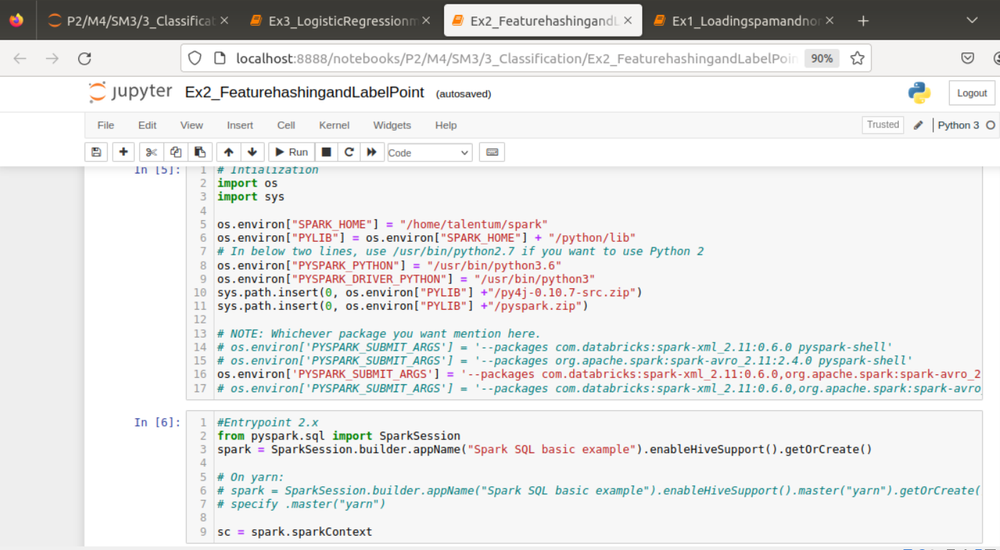 P2/M4/SM3/3_Classificat
Ex3_LogisticRegressionm
Ex2_FeaturehashingandL
Ex1_Loadingspamandnor
localhost:8888/notebooks/P2/M4/SM3/3_Classification/Ex2_FeaturehashingandLabelPoin
90%
jupyter Ex2_FeaturehashingandLabelPoint (autosaved)
Logout
File Edit View Insert Cell Kernel Widgets Help
Trusted
Python 3
Run
Code
In [5]:
1 # Intialization
2 import os
3 import sys
4
5 os.environ["SPARK_HOME"] = "/home/talentum/spark"
6 os.environ["PYLIB"] = os.environ["SPARK_HOME"] + "/python/lib"
7 # In below two lines, use /usr/bin/python2.7 if you want to use Python 2
8 os.environ["PYSPARK_PYTHON"] = "/usr/bin/python3.6"
9 os.environ["PYSPARK_DRIVER_PYTHON"] = "/usr/bin/python3"
10 sys.path.insert(0, os.environ["PYLIB"] +"/py4j-0.10.7-src.zip")
11 sys.path.insert(0, os.environ["PYLIB"] +"/pyspark.zip")
12
13 # NOTE: Whichever package you want mention here.
14 # os.environ['PYSPARK_SUBMIT_ARGS'] = '--packages com.databricks:spark-xml_2.11:0.6.0 pyspark-shell'
15 # os.environ['PYSPARK_SUBMIT_ARGS'] = '--packages org.apache.spark:spark-avro_2.11:2.4.0 pyspark-shell'
16 os.environ['PYSPARK_SUBMIT_ARGS'] = '--packages com.databricks:spark-xml_2.11:0.6.0,org.apache.spark:spark-avro_2
17 # os.environ['PYSPARK_SUBMIT_ARGS'] = '--packages com.databricks:spark-xml_2.11:0.6.0,org.apache.spark:spark-avro_
In [6]:
1 #Entrypoint 2.x
2 from pyspark.sql import SparkSession
3 spark = SparkSession.builder.appName("Spark SQL basic example").enableHiveSupport().getOrCreate()
4
5 # On yarn:
6 # spark = SparkSession.builder.appName("Spark SQL basic example").enableHiveSupport().master("yarn").getOrCreate(
7 # specify .master("yarn")
8
9 sc = spark.sparkContext